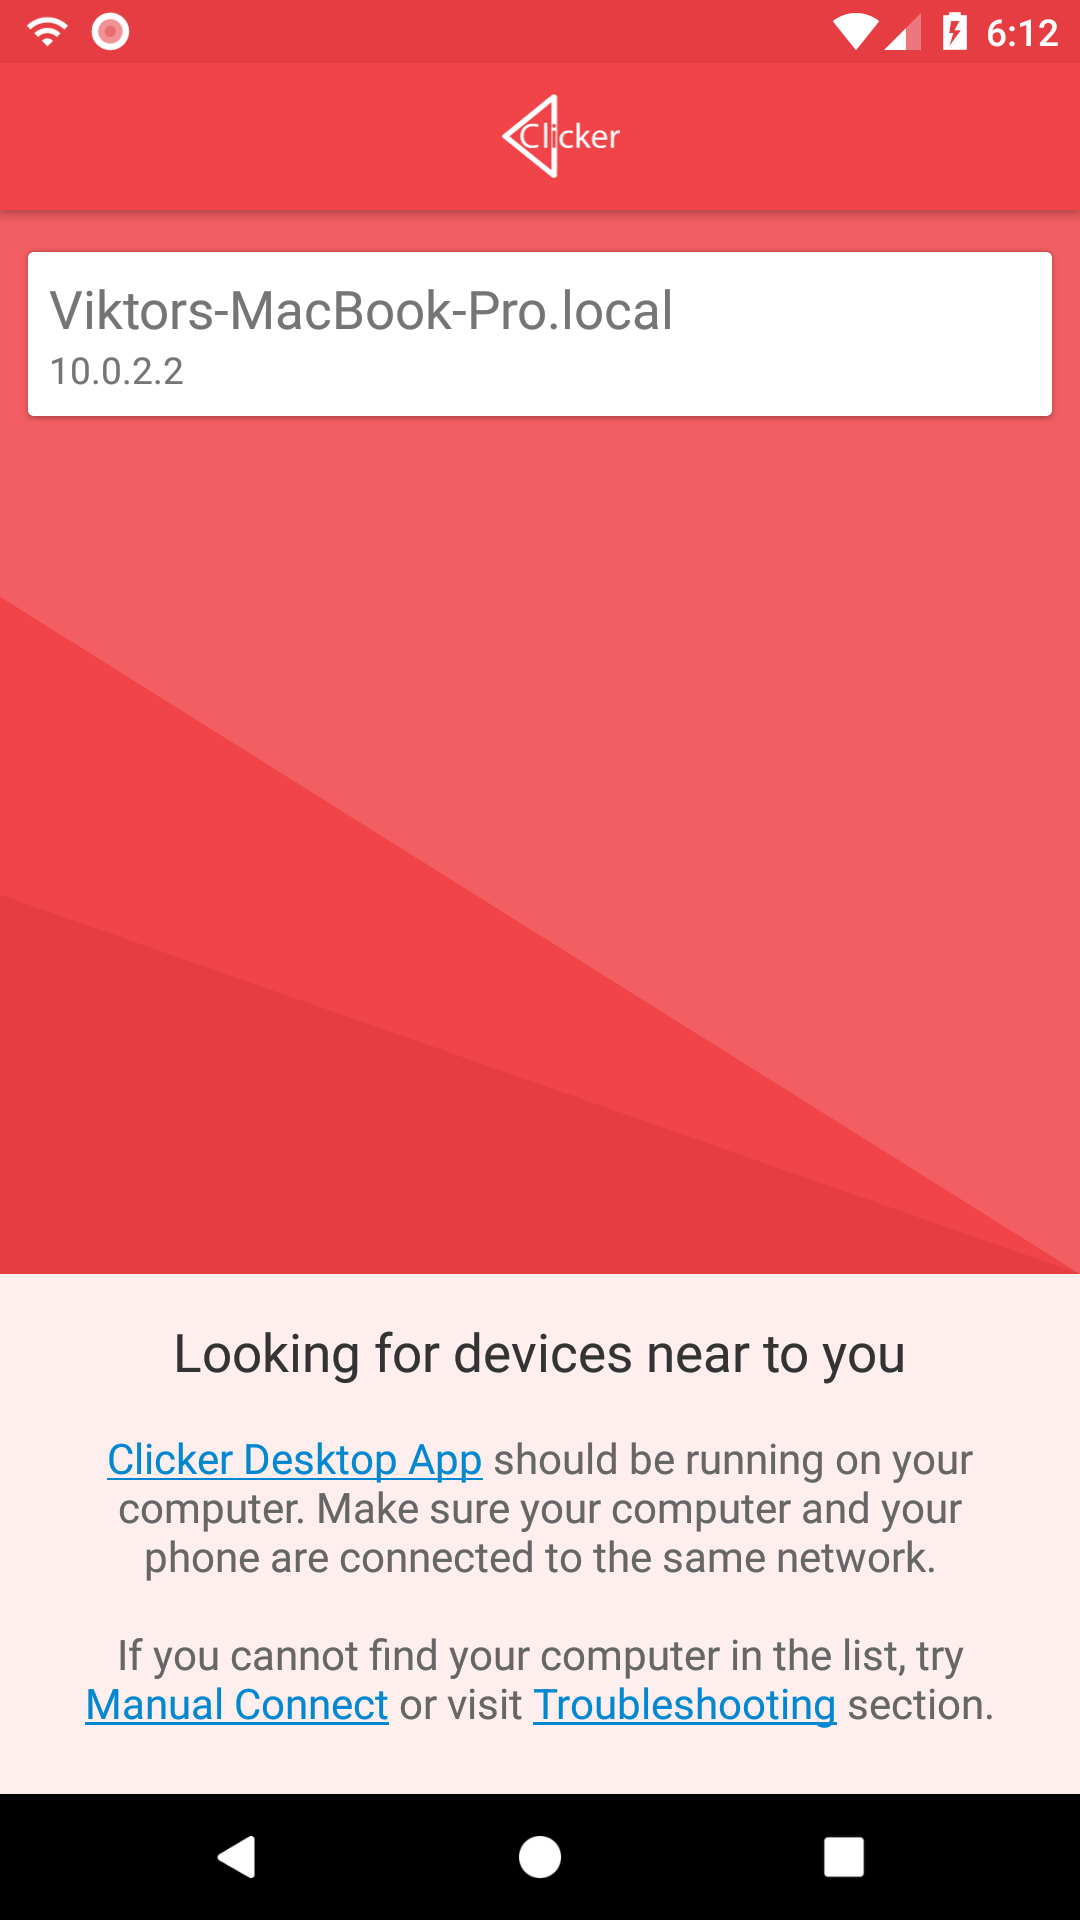 6:12
Clicker
Viktors-MacBook-Pro.local
10.0.2.2
Looking for devices near to you
Clicker Desktop App should be running on your
computer. Make sure your computer and your
phone are connected to the same network.
If you cannot find your computer in the list, try
Manual Connect or visit Troubleshooting section.